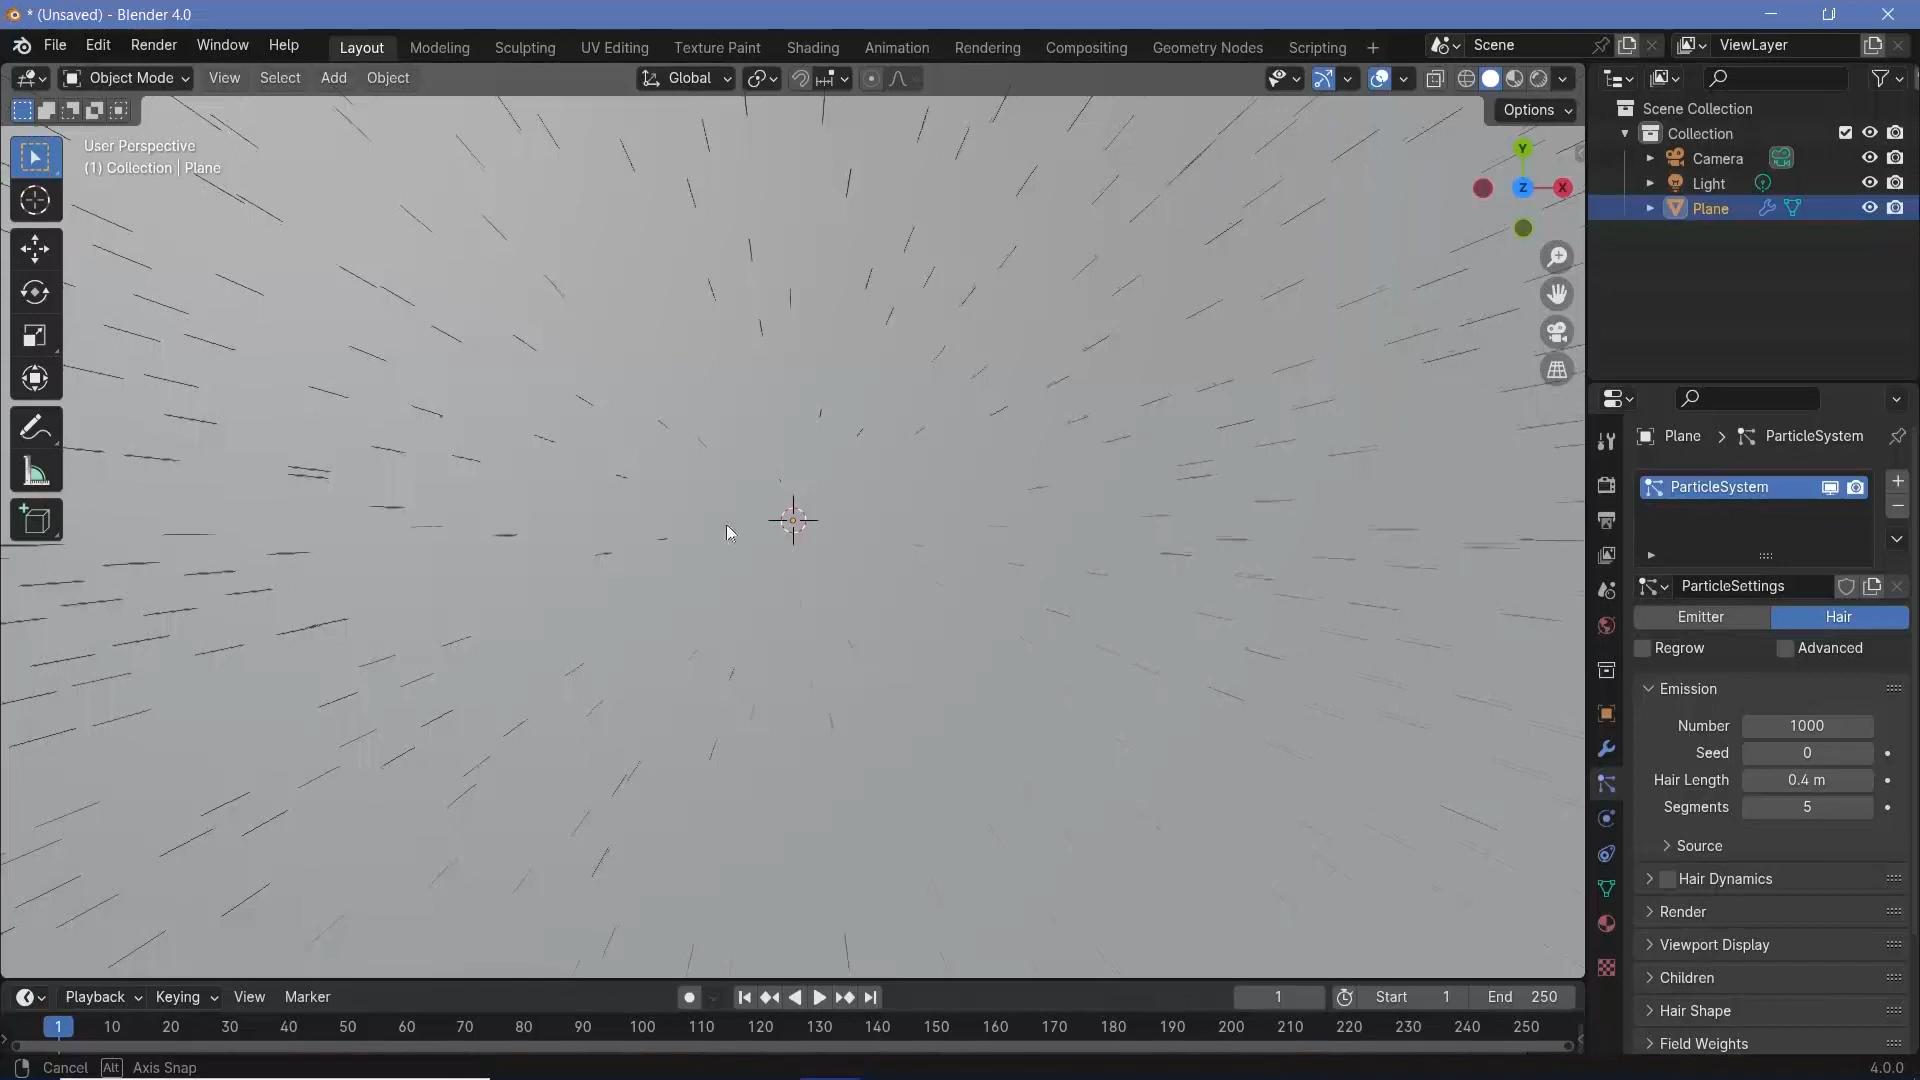 * (Unsaved) - Blender 4.0
File Edit Render Window Help
Layout Modeling Sculpting UV Editing Texture Paint Shading Animation Rendering Compositing Geometry Nodes Scripting +
Scene
ViewLayer
Object Mode View Select Add Object
Global
Options
User Perspective
(1) Collection | Plane
Y
Z
X
Scene Collection
Collection
Camera
Light
Plane
Plane > ParticleSystem
ParticleSystem
ParticleSettings
Emitter Hair
Regrow Advanced
Emission
Number 1000
Seed 0
Hair Length 0.4 m
Segments 5
Source
Hair Dynamics
Render
Viewport Display
Children
Hair Shape
Field Weights
Playback Keying View Marker
1
Start 1
End 250
1 10 20 30 40 50 60 70 80 90 100 110 120 130 140 150 160 170 180 190 200 210 220 230 240 250
Cancel Alt Axis Snap
4.0.0